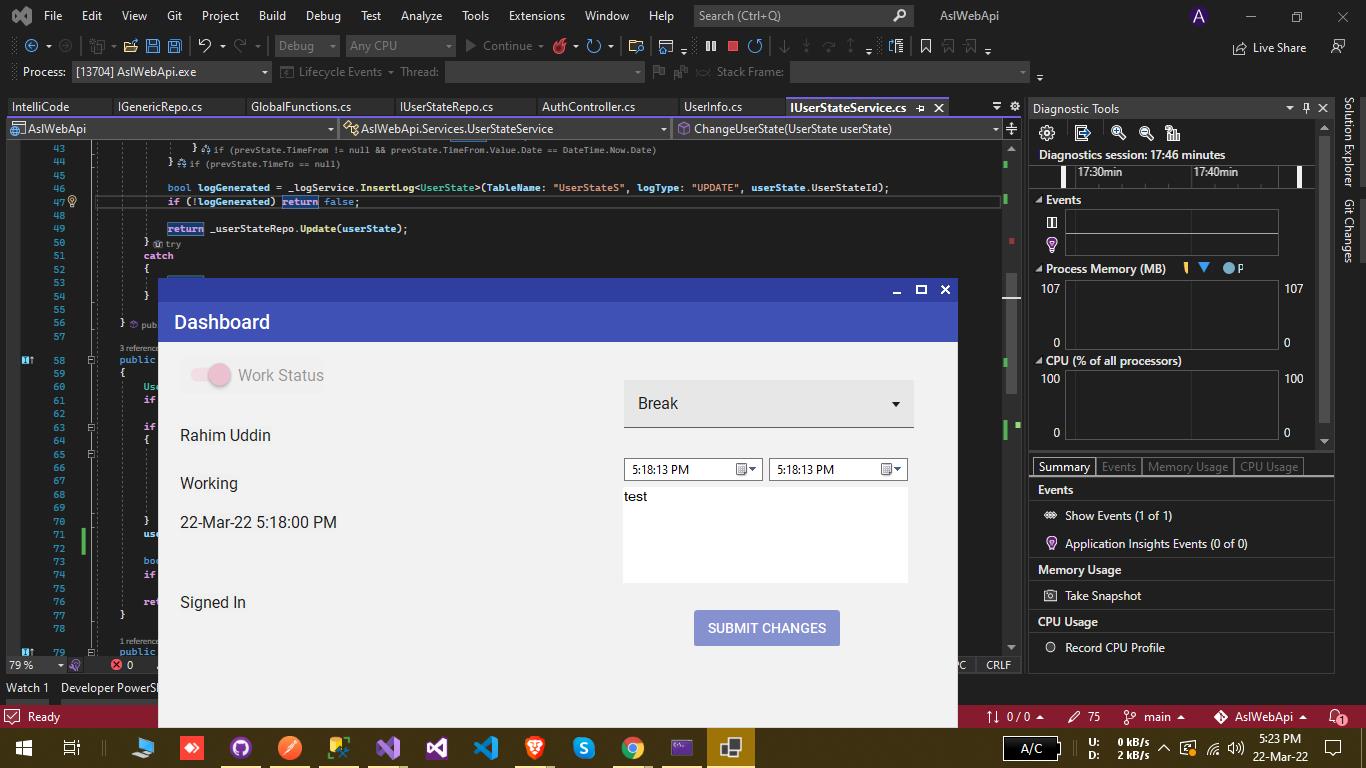 File Edit View Git Project Build Debug Test Analyze Tools Extensions Window Help Search (Ctrl+Q) AslWebApi A
Debug Any CPU Continue Live Share
Process: [13704] AslWebApi.exe Lifecycle Events Thread: Stack Frame:
IntelliCode IGenericRepo.cs GlobalFunctions.cs IUserStateRepo.cs AuthController.cs UserInfo.cs IUserStateService.cs
AslWebApi AslWebApi.Services.UserStateService ChangeUserState(UserState userState)
43 } if (prevState.TimeFrom != null && prevState.TimeFrom.Value.Date == DateTime.Now.Date)
44 } if (prevState.TimeTo == null)
45
46 bool logGenerated = _logService.InsertLog<UserState>(TableName: "UserStateS", logType: "UPDATE", userState.UserStateId);
47 if (!logGenerated) return false;
48
49 return _userStateRepo.Update(userState);
50 } try
51 catch
52 {
53
54 }
55
56 } pub
57
3 reference
58 public
59 {
60 Use
61 if
62
63 if
64 {
65
66
67
68
69
70 }
71 use
72
73 boo
74 if
75
76 ret
77 }
78
1 reference
79 public
79 % 0 PC CRLF
Watch 1 Developer PowerSh
Ready 0 / 0 75 main AslWebApi 1
Dashboard
Work Status
Rahim Uddin
Working
22-Mar-22 5:18:00 PM
Signed In
Break
5:18:13 PM 5:18:13 PM
test
SUBMIT CHANGES
Diagnostic Tools
Diagnostics session: 17:46 minutes
17:30min 17:40min
Events
Process Memory (MB) P
107 107
0 0
CPU (% of all processors)
100 100
0 0
Summary Events Memory Usage CPU Usage
Events
Show Events (1 of 1)
Application Insights Events (0 of 0)
Memory Usage
Take Snapshot
CPU Usage
Record CPU Profile
Solution Explorer
Git Changes
A/C
U: 0 kB/s
D: 2 kB/s
5:23 PM
22-Mar-22